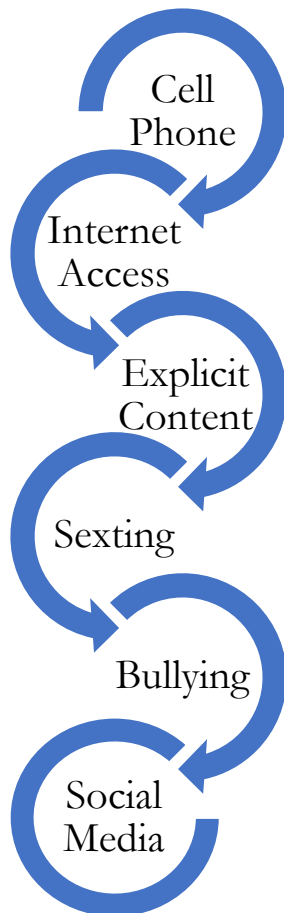 Cell
Phone
Internet
Access
Explicit
Content
Sexting
Bullying
Social
Media